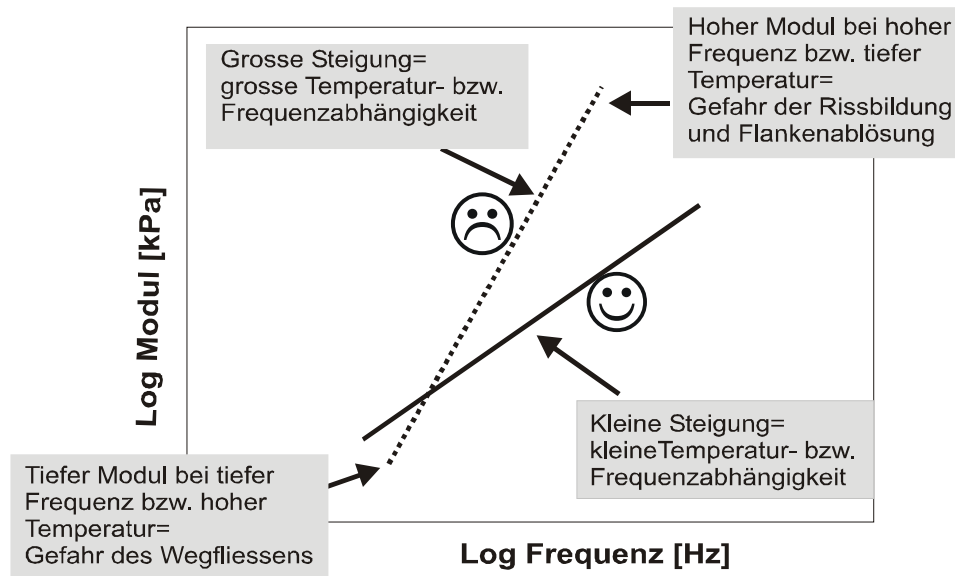 Grosse Steigung=
grosse Temperatur- bzw.
Frequenzabhängigkeit
Hoher Modul bei hoher
Frequenz bzw. tiefer
Temperatur=
Gefahr der Rissbildung
und Flankenablösung
Log Modul [kPa]
Kleine Steigung=
kleineTemperatur- bzw.
Frequenzabhängigkeit
Tiefer Modul bei tiefer
Frequenz bzw. hoher
Temperatur=
Gefahr des Wegfliessens
Log Frequenz [Hz]